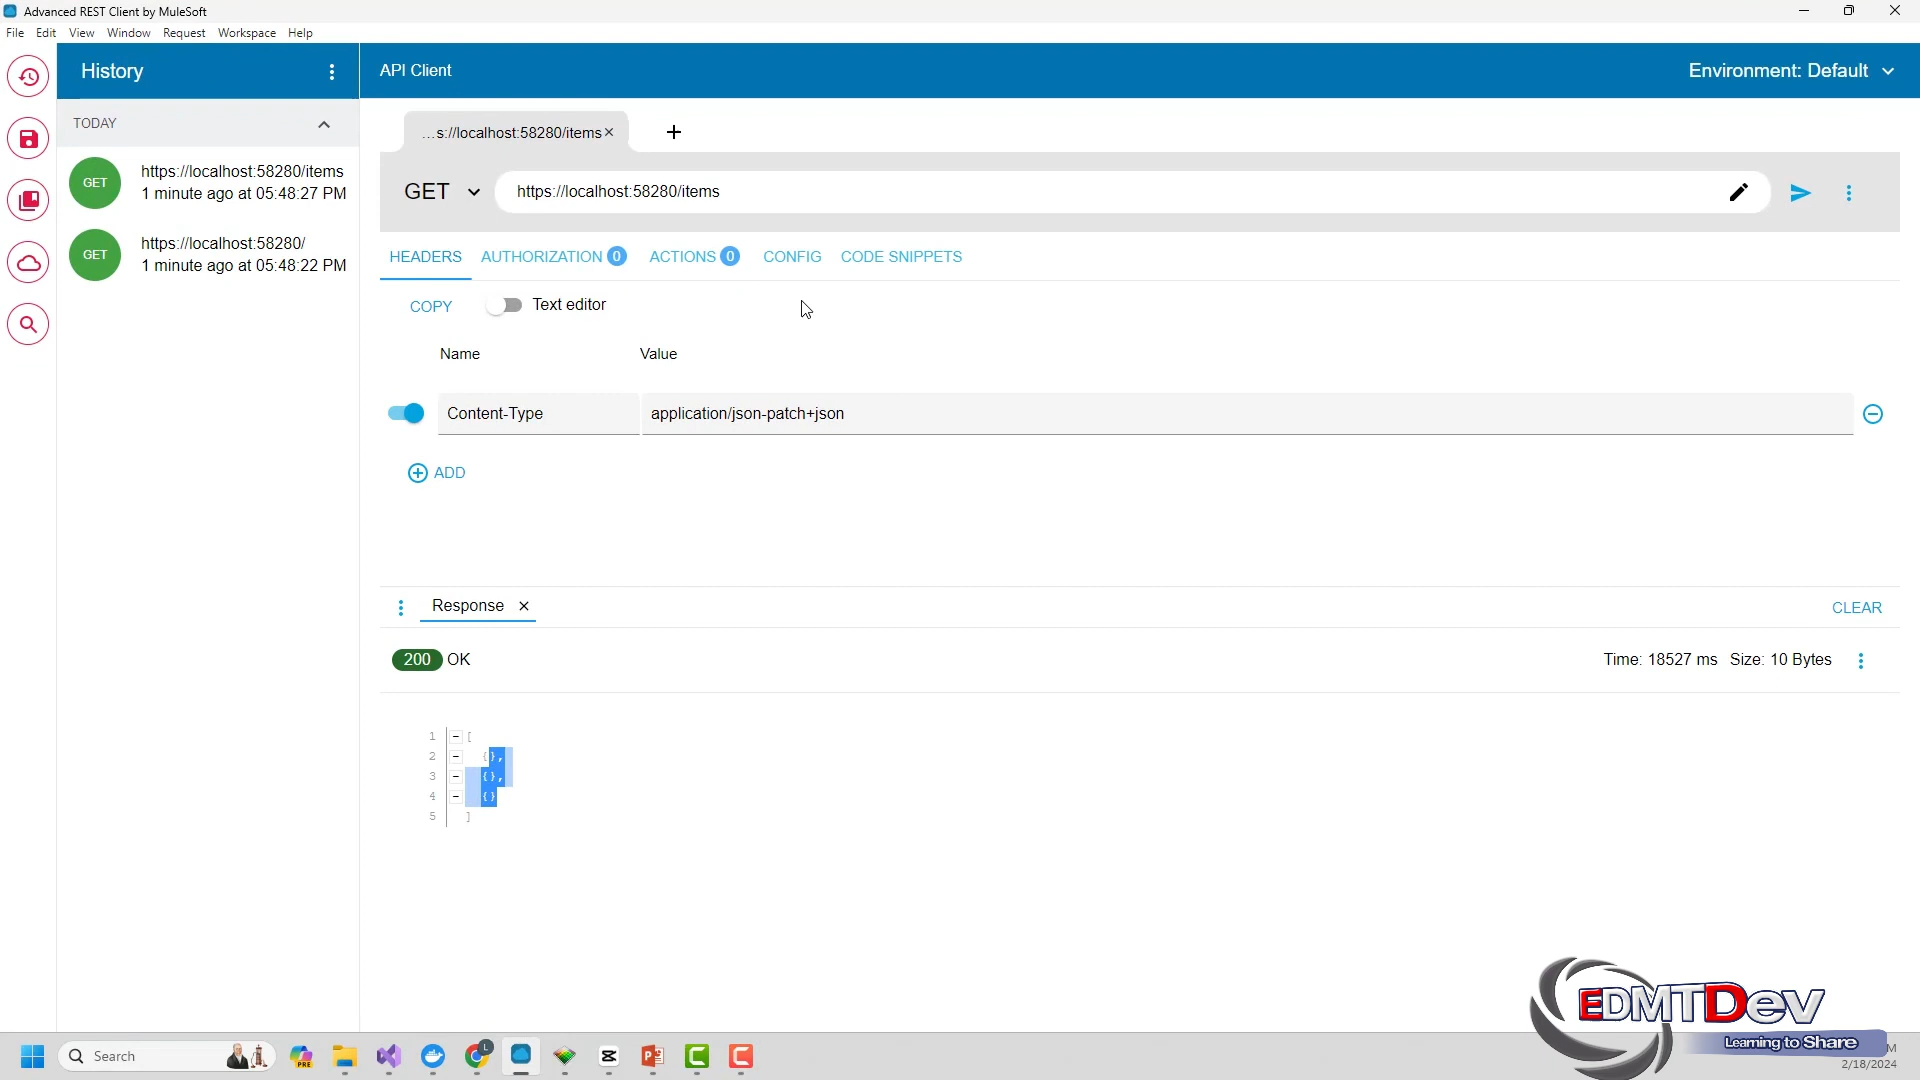 Advanced REST Client by MuleSoft
File Edit View Window Request Workspace Help
History
API Client
Environment: Default
TODAY
GET
https://localhost:58280/items
1 minute ago at 05:48:27 PM
GET
https://localhost:58280/
1 minute ago at 05:48:22 PM
...s://localhost:58280/items
GET
https://localhost:58280/items
HEADERS AUTHORIZATION 0 ACTIONS 0 CONFIG CODE SNIPPETS
COPY Text editor
Name Value
Content-Type application/json-patch+json
ADD
Response
CLEAR
200 OK
Time: 18527 ms Size: 10 Bytes
1 [
2 {},
3 {},
4 {}
5 ]
EDMTDev
Learning to Share
Search
PRE
L
M
2/18/2024